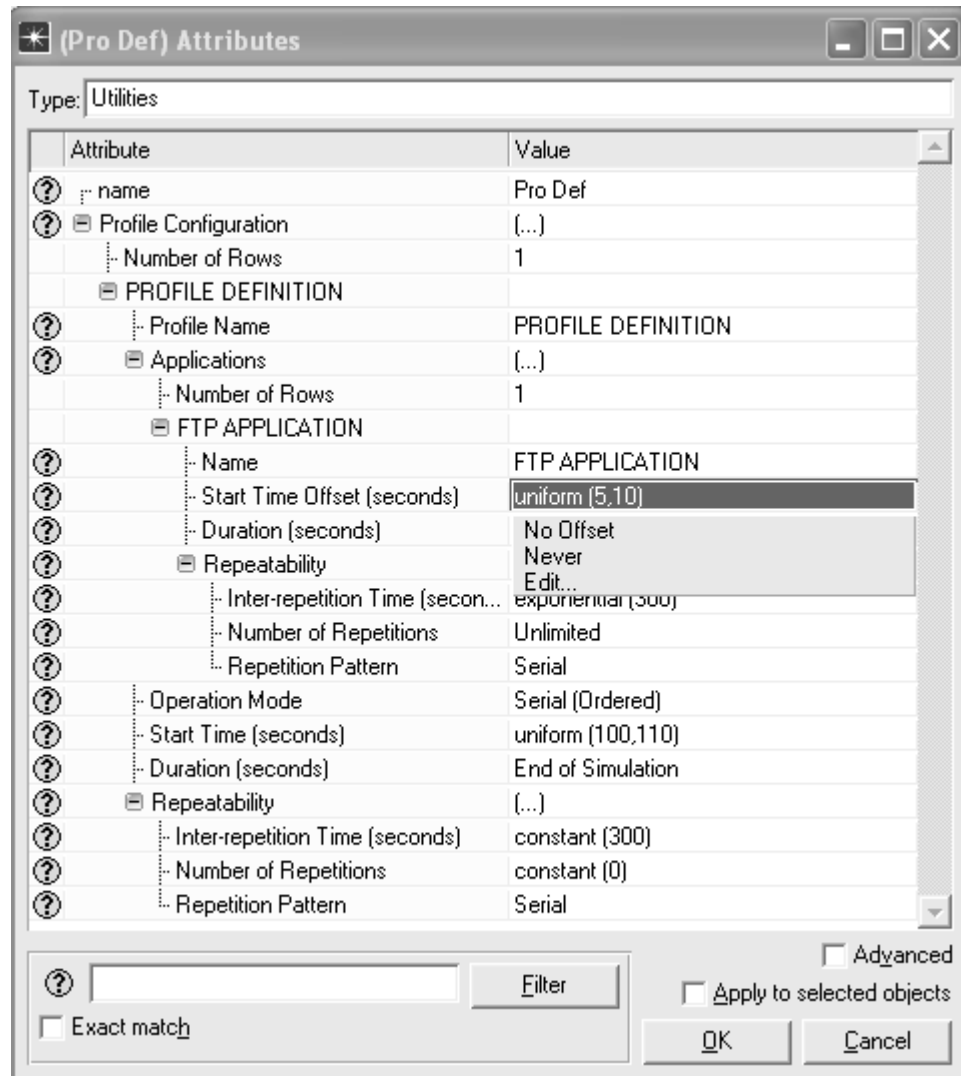 (Pro Def) Attributes
Type: Utilities
Attribute Value
name Pro Def
Profile Configuration (...)
Number of Rows 1
PROFILE DEFINITION
Profile Name PROFILE DEFINITION
Applications (...)
Number of Rows 1
FTP APPLICATION
Name FTP APPLICATION
Start Time Offset (seconds) uniform (5,10)
Duration (seconds) No Offset
Never
Repeatability Edit...
Inter-repetition Time (secon... exponential (300)
Number of Repetitions Unlimited
Repetition Pattern Serial
Operation Mode Serial (Ordered)
Start Time (seconds) uniform (100,110)
Duration (seconds) End of Simulation
Repeatability (...)
Inter-repetition Time (seconds) constant (300)
Number of Repetitions constant (0)
Repetition Pattern Serial
Advanced
Filter
Apply to selected objects
Exact match
OK Cancel